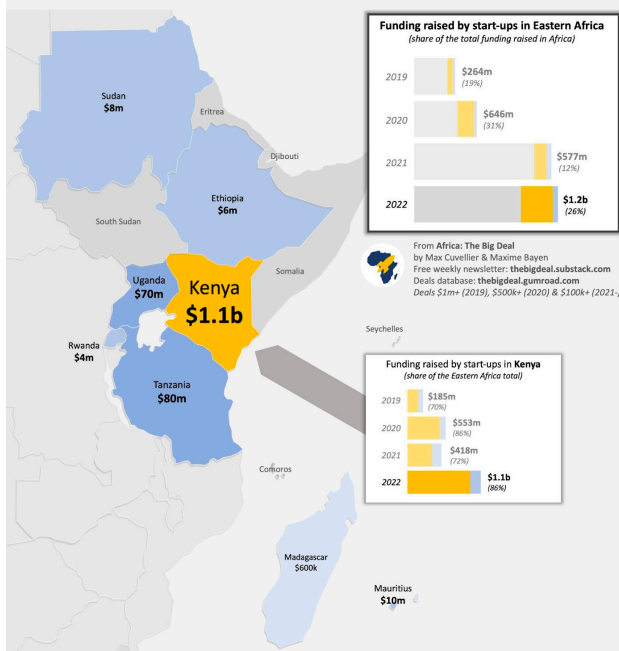 Funding raised by start-ups in Eastern Africa
(share of the total funding raised in Africa)
2019
$264m
(19%)
2020
$646m
(31%)
2021
$577m
(12%)
2022
$1.2b
(26%)
From Africa: The Big Deal
by Max Cuvellier & Maxime Bayen
Free weekly newsletter: thebigdeal.substack.com
Deals database: thebigdeal.gumroad.com
Deals $1m+ (2019), $500k+ (2020) & $100k+ (2021-)
Sudan
$8m
Eritrea
Djibouti
Ethiopia
$6m
South Sudan
Somalia
Uganda
$70m
Kenya
$1.1b
Rwanda
$4m
Tanzania
$80m
Seychelles
Funding raised by start-ups in Kenya
(share of the Eastern Africa total)
2019
$185m
(70%)
2020
$553m
(86%)
2021
$418m
(72%)
2022
$1.1b
(86%)
Comoros
Madagascar
$600k
Mauritius
$10m